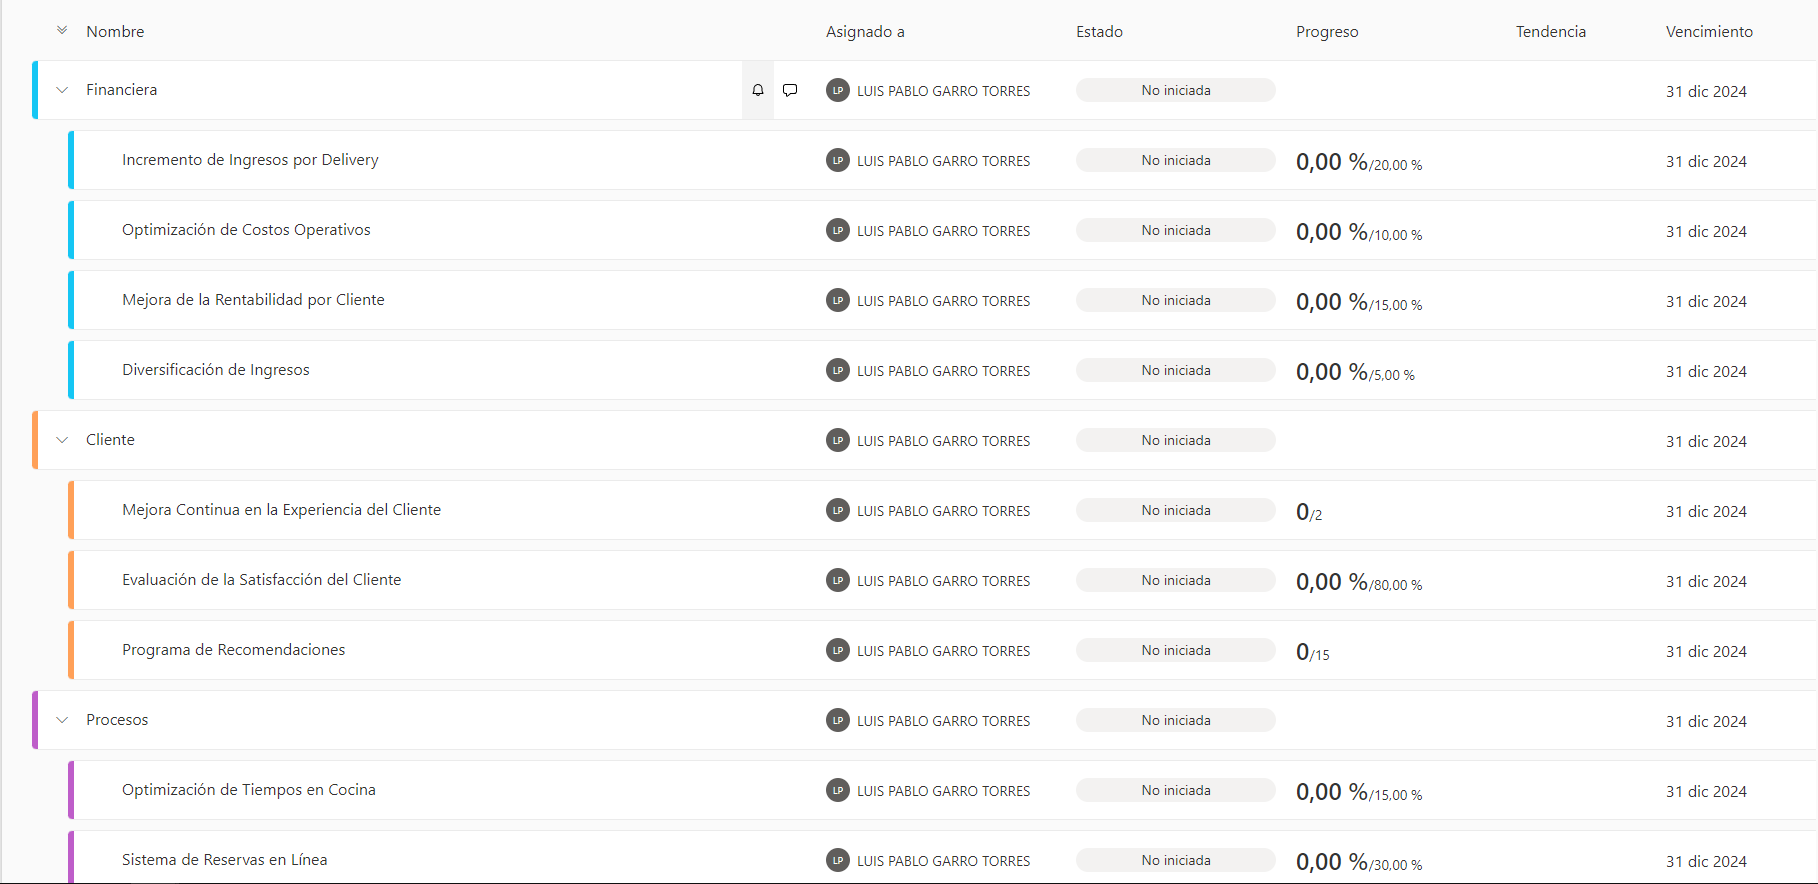 Nombre Asignado a Estado Progreso Tendencia Vencimiento
Financiera LP LUIS PABLO GARRO TORRES No iniciada 31 dic 2024
Incremento de Ingresos por Delivery LP LUIS PABLO GARRO TORRES No iniciada 0,00 %/20,00 % 31 dic 2024
Optimización de Costos Operativos LP LUIS PABLO GARRO TORRES No iniciada 0,00 %/10,00 % 31 dic 2024
Mejora de la Rentabilidad por Cliente LP LUIS PABLO GARRO TORRES No iniciada 0,00 %/15,00 % 31 dic 2024
Diversificación de Ingresos LP LUIS PABLO GARRO TORRES No iniciada 0,00 %/5,00 % 31 dic 2024
Cliente LP LUIS PABLO GARRO TORRES No iniciada 31 dic 2024
Mejora Continua en la Experiencia del Cliente LP LUIS PABLO GARRO TORRES No iniciada 0/2 31 dic 2024
Evaluación de la Satisfacción del Cliente LP LUIS PABLO GARRO TORRES No iniciada 0,00 %/80,00 % 31 dic 2024
Programa de Recomendaciones LP LUIS PABLO GARRO TORRES No iniciada 0/15 31 dic 2024
Procesos LP LUIS PABLO GARRO TORRES No iniciada 31 dic 2024
Optimización de Tiempos en Cocina LP LUIS PABLO GARRO TORRES No iniciada 0,00 %/15,00 % 31 dic 2024
Sistema de Reservas en Línea LP LUIS PABLO GARRO TORRES No iniciada 0,00 %/30,00 % 31 dic 2024